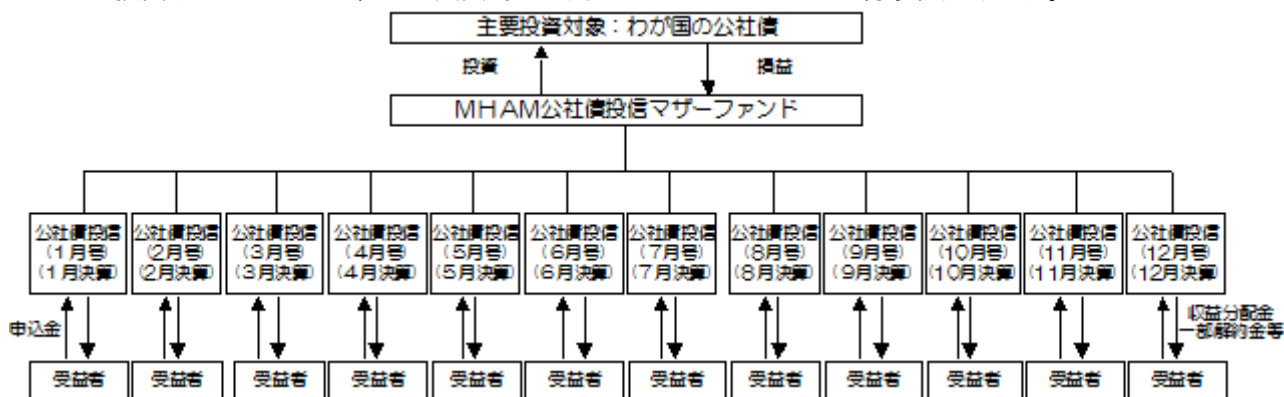 主要投資対象：わが国の公社債
投資
損益
MHAM公社債投信マザーファンド
公社債投信
(1月号)
(1月決算)
公社債投信
(2月号)
(2月決算)
公社債投信
(3月号)
(3月決算)
公社債投信
(4月号)
(4月決算)
公社債投信
(5月号)
(5月決算)
公社債投信
(6月号)
(6月決算)
公社債投信
(7月号)
(7月決算)
公社債投信
(8月号)
(8月決算)
公社債投信
(9月号)
(9月決算)
公社債投信
(10月号)
(10月決算)
公社債投信
(11月号)
(11月決算)
公社債投信
(12月号)
(12月決算)
申込金
収益分配金
一部解約金等
受益者
受益者
受益者
受益者
受益者
受益者
受益者
受益者
受益者
受益者
受益者
受益者